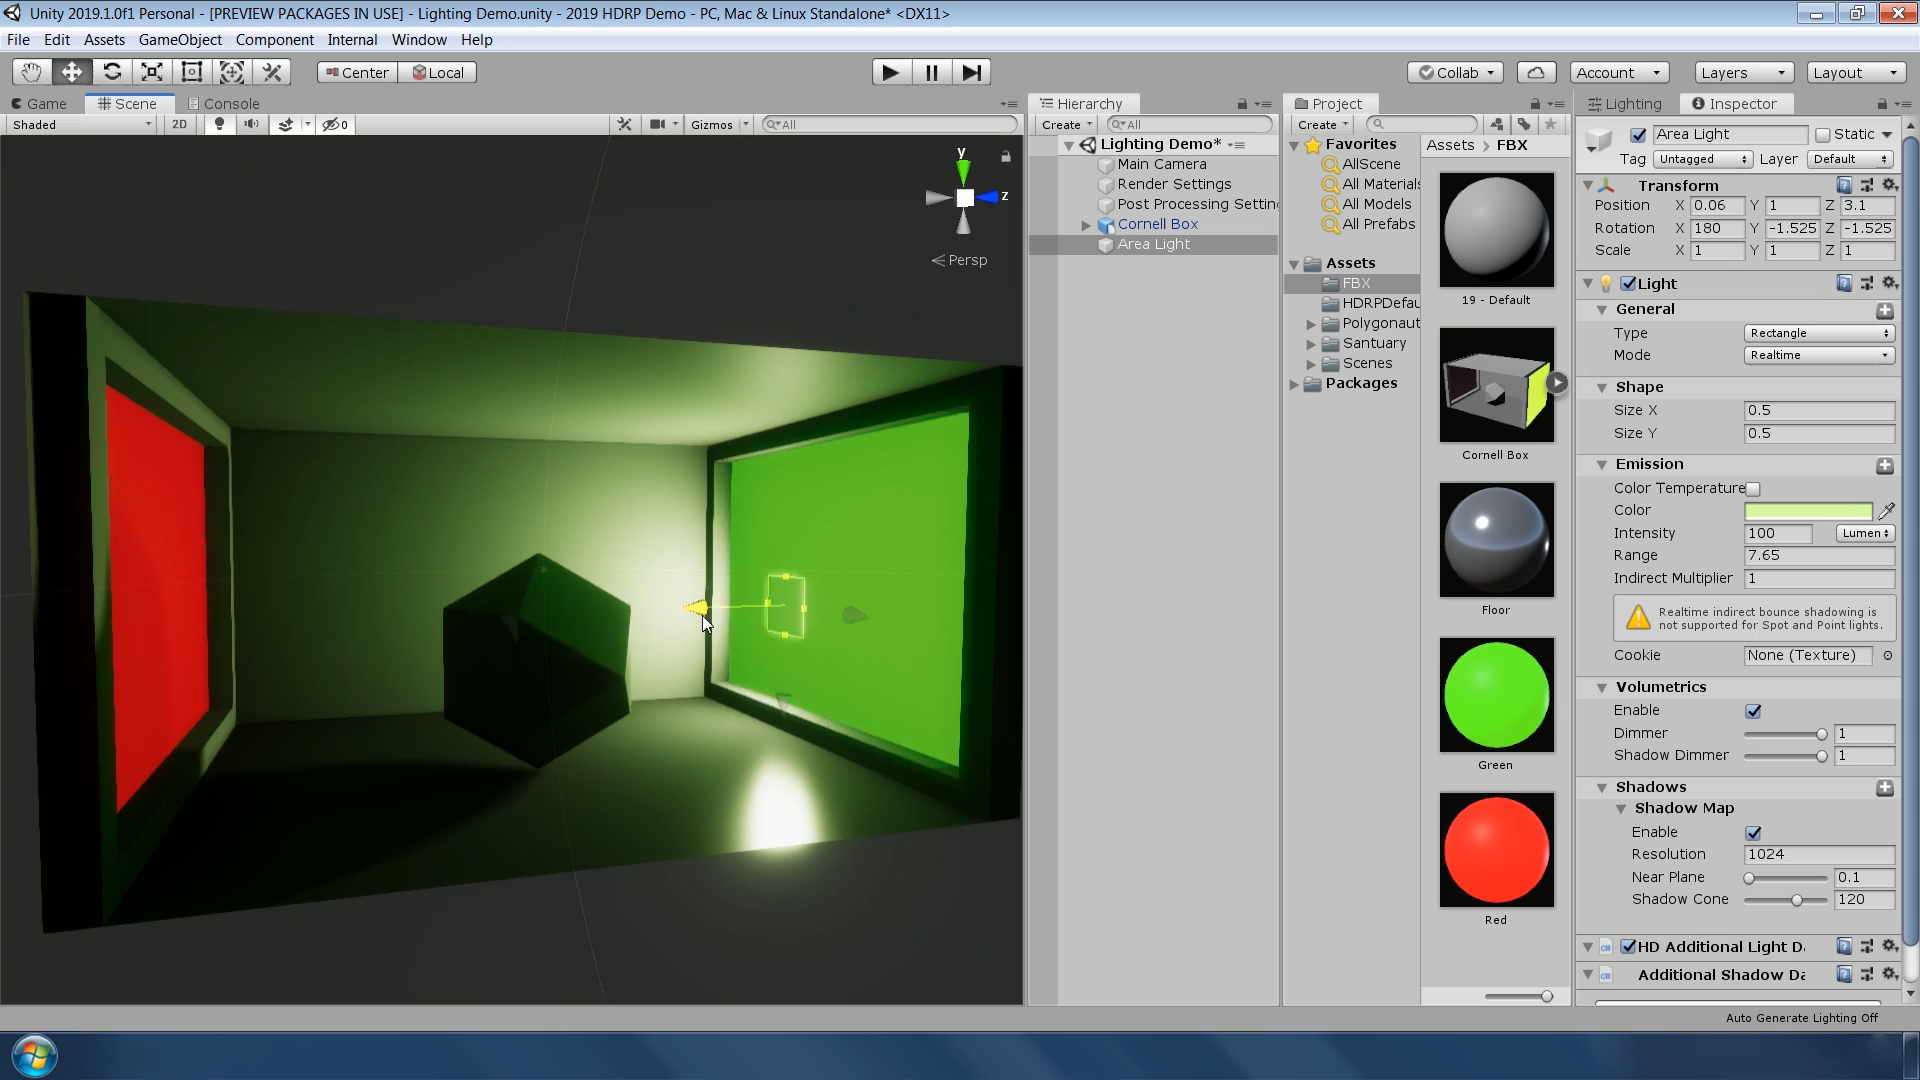 Unity 2019.1.0f1 Personal - [PREVIEW PACKAGES IN USE] - Lighting Demo.unity - 2019 HDRP Demo - PC, Mac & Linux Standalone* <DX11>
File Edit Assets GameObject Component Internal Window Help
Center Local Collab Account Layers Layout
Game Scene Console
Shaded 2D 0 Gizmos All
y
z
Persp
Hierarchy
Create All
Lighting Demo*
Main Camera
Render Settings
Post Processing Settin
Cornell Box
Area Light
Project
Create
Favorites
AllScene
All Materials
All Models
All Prefabs
Assets
FBX
HDRPDefau
Polygonaut
Santuary
Scenes
Packages
Assets > FBX
19 - Default
Cornell Box
Floor
Green
Red
Lighting Inspector
Area Light Static
Tag Untagged Layer Default
Transform
Position X 0.06 Y 1 Z 3.1
Rotation X 180 Y -1.525 Z -1.525
Scale X 1 Y 1 Z 1
Light
General
Type Rectangle
Mode Realtime
Shape
Size X 0.5
Size Y 0.5
Emission
Color Temperature
Color
Intensity 100 Lumen
Range 7.65
Indirect Multiplier 1
Realtime indirect bounce shadowing is
not supported for Spot and Point lights.
Cookie None (Texture)
Volumetrics
Enable
Dimmer 1
Shadow Dimmer 1
Shadows
Shadow Map
Enable
Resolution 1024
Near Plane 0.1
Shadow Cone 120
HD Additional Light D
Additional Shadow Da
Auto Generate Lighting Off